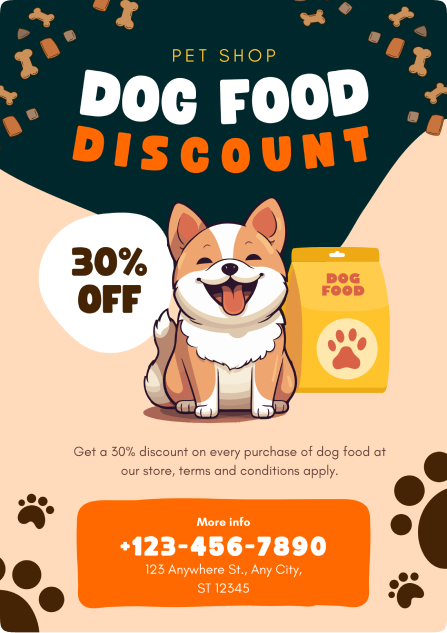 PET SHOP
DOG FOOD
DISCOUNT
30%
OFF
DOG
FOOD
Get a 30% discount on every purchase of dog food at
our store, terms and conditions apply.
More info
+123-456-7890
123 Anywhere St., Any City,
ST 12345